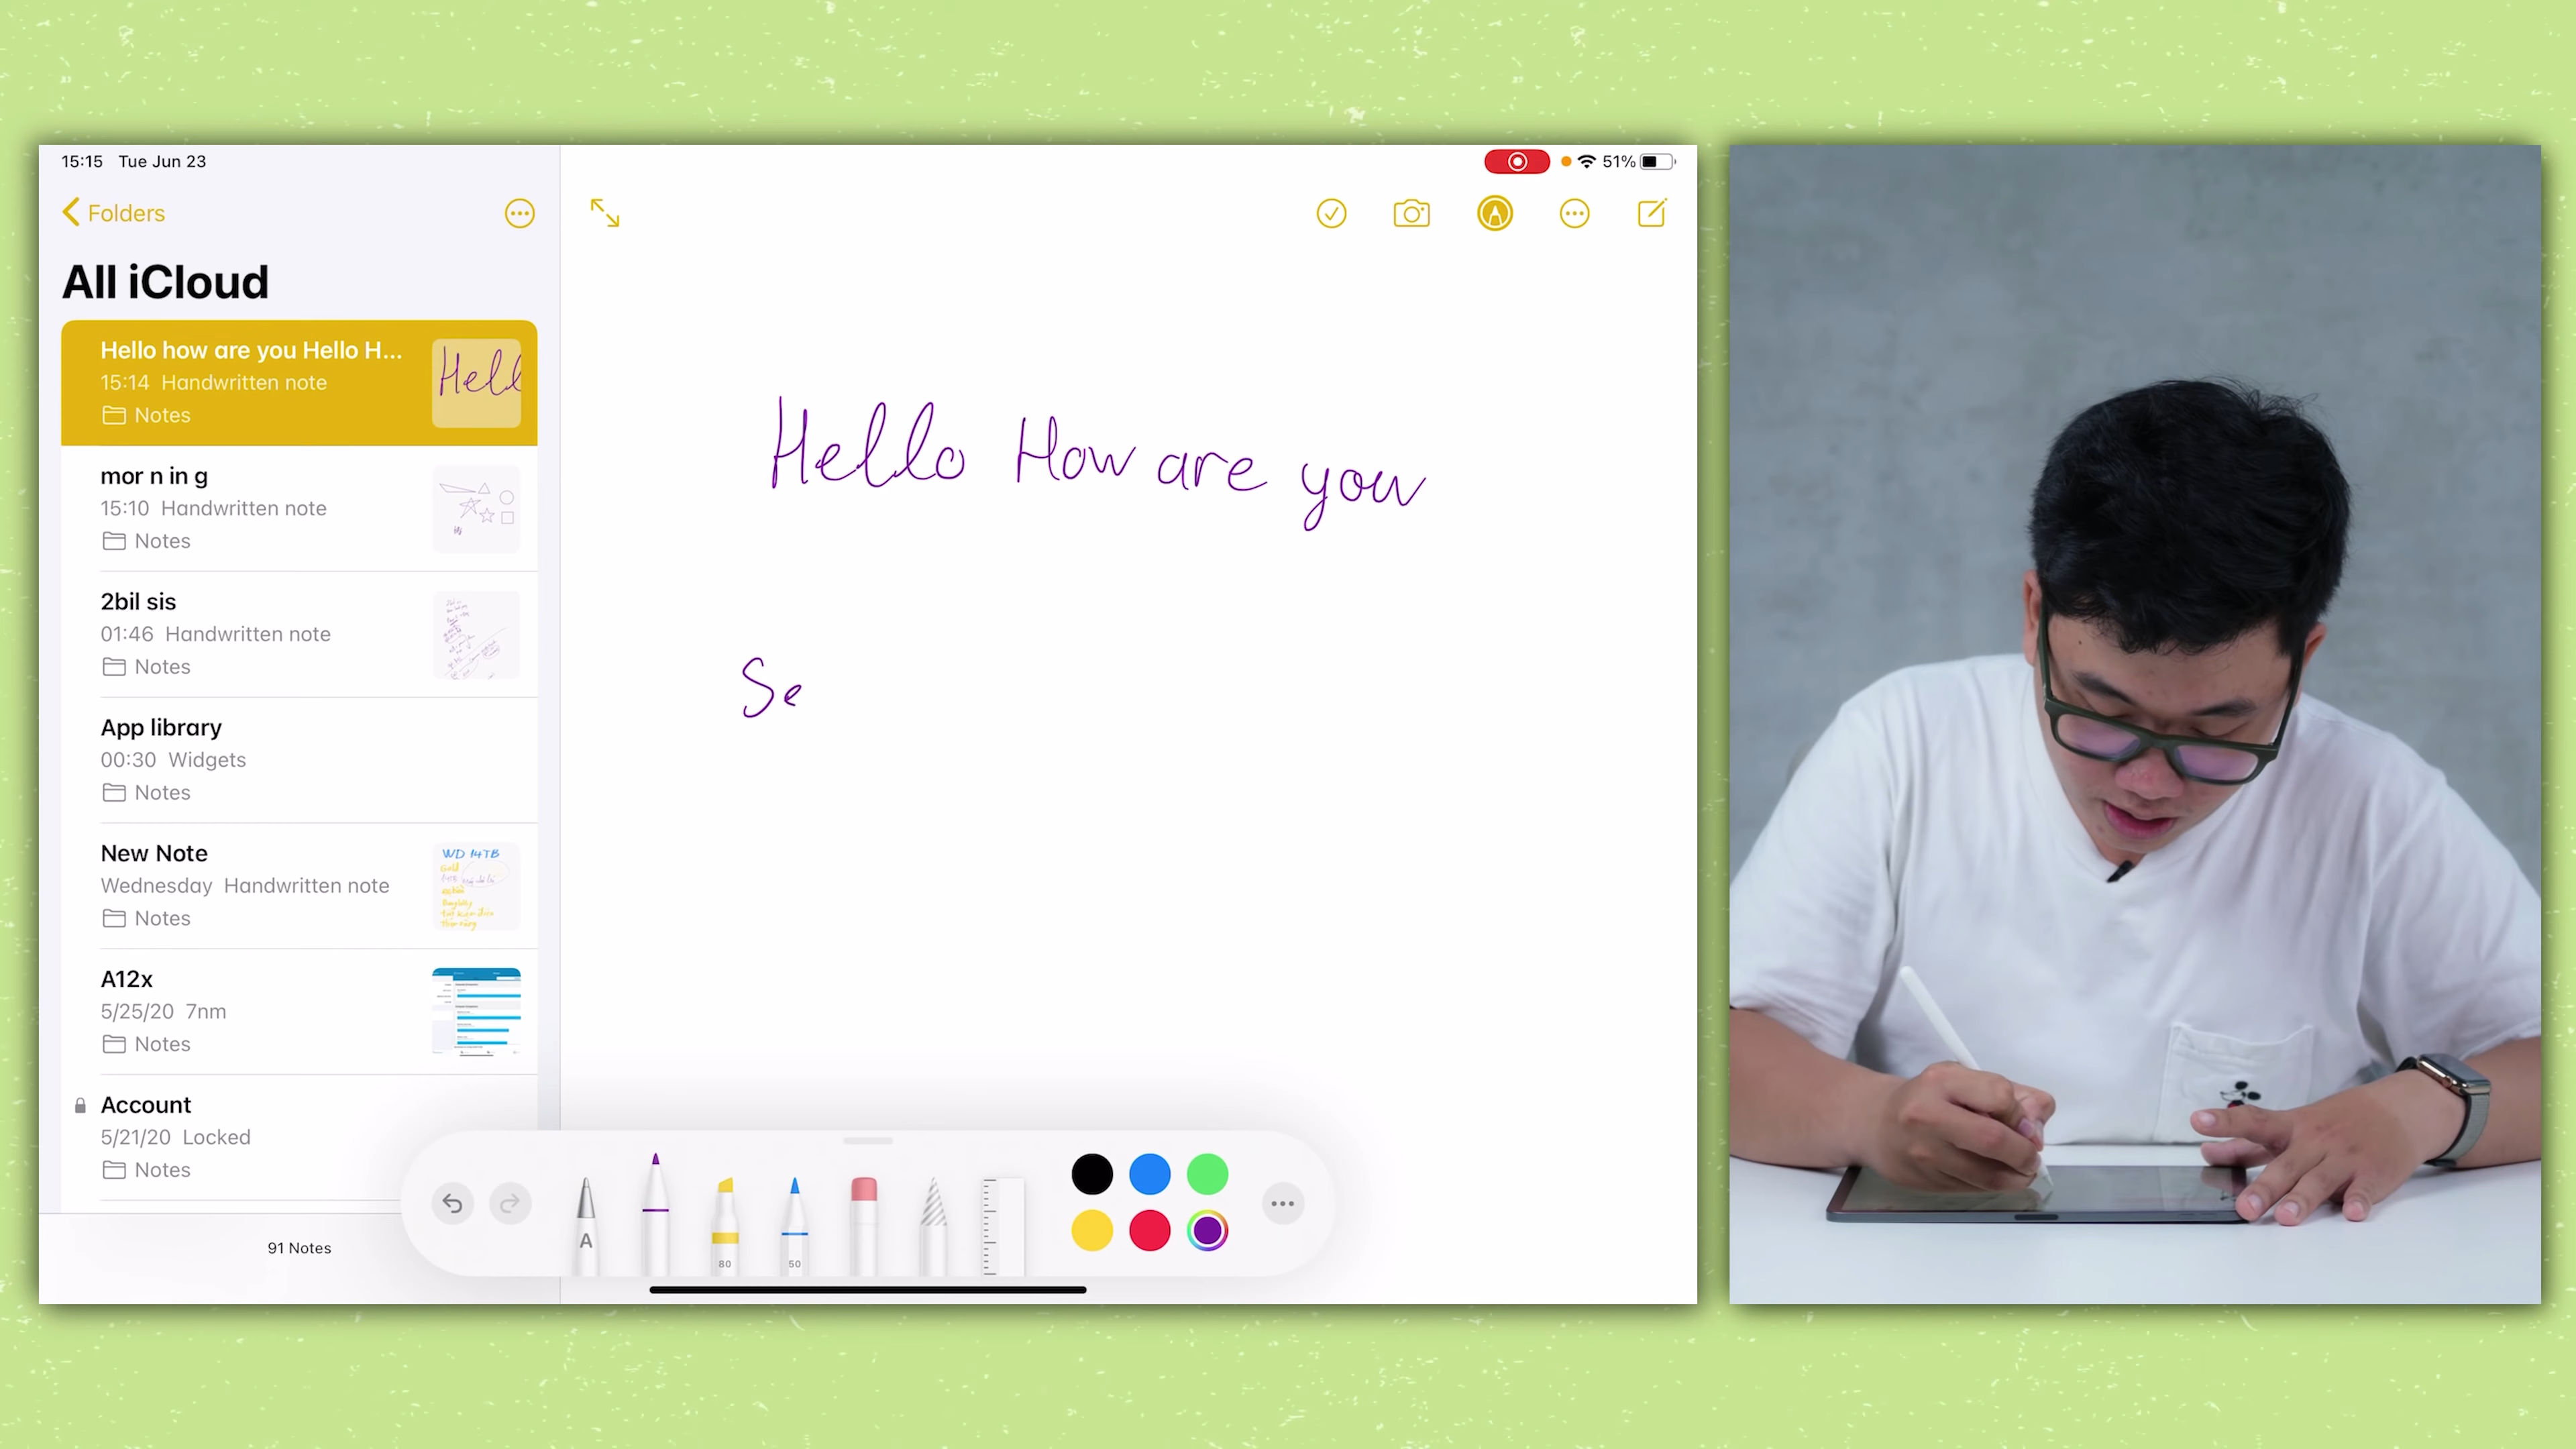 15:15 Tue Jun 23
51%
Folders
All iCloud
Hello how are you Hello H...
15:14 Handwritten note
Notes
mor n in g
15:10 Handwritten note
Notes
2bil sis
01:46 Handwritten note
Notes
App library
00:30 Widgets
Notes
New Note
Wednesday Handwritten note
Notes
WD 14TB
Gold
A12x
5/25/20 7nm
Notes
Account
5/21/20 Locked
Notes
91 Notes
Hell
Hello How are you
Se
A
80
50